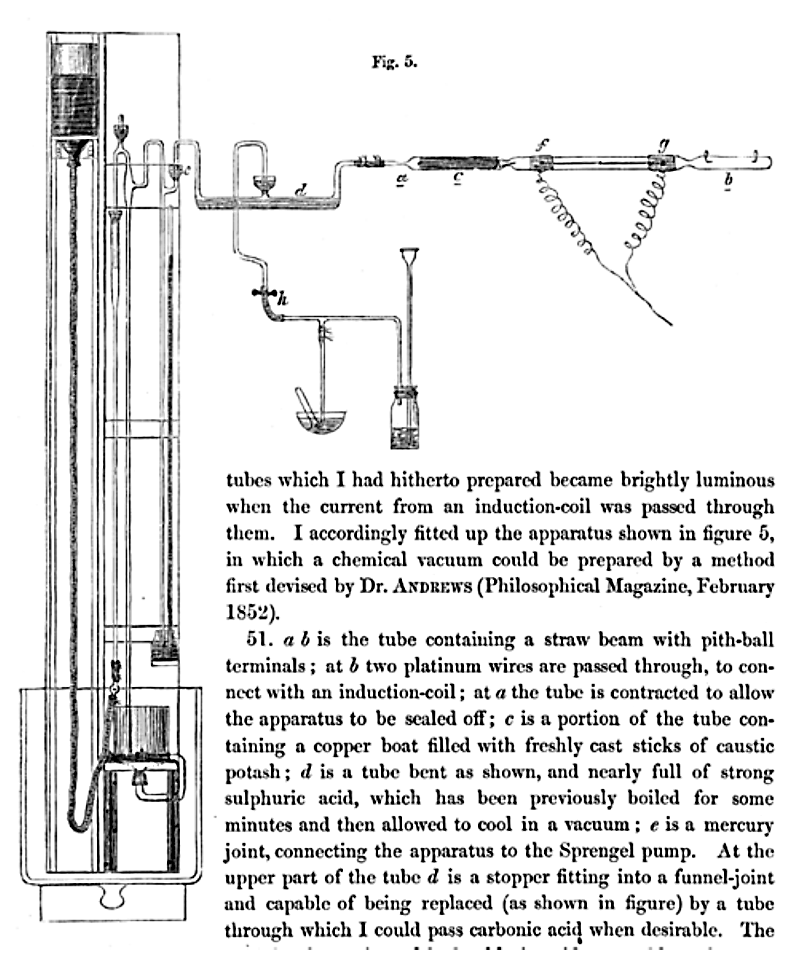 Fig. 5.
f
g
e
d
a
c
b
h
tubes which I had hitherto prepared became brightly luminous
when the current from an induction-coil was passed through
them. I accordingly fitted up the apparatus shown in figure 5,
in which a chemical vacuum could be prepared by a method
first devised by Dr. ANDREWS (Philosophical Magazine, February
1852).
51. a b is the tube containing a straw beam with pith-ball
terminals; at b two platinum wires are passed through, to con-
nect with an induction-coil; at a the tube is contracted to allow
the apparatus to be sealed off; c is a portion of the tube con-
taining a copper boat filled with freshly cast sticks of caustic
potash; d is a tube bent as shown, and nearly full of strong
sulphuric acid, which has been previously boiled for some
minutes and then allowed to cool in a vacuum; e is a mercury
joint, connecting the apparatus to the Sprengel pump. At the
upper part of the tube d is a stopper fitting into a funnel-joint
and capable of being replaced (as shown in figure) by a tube
through which I could pass carbonic acid when desirable. The